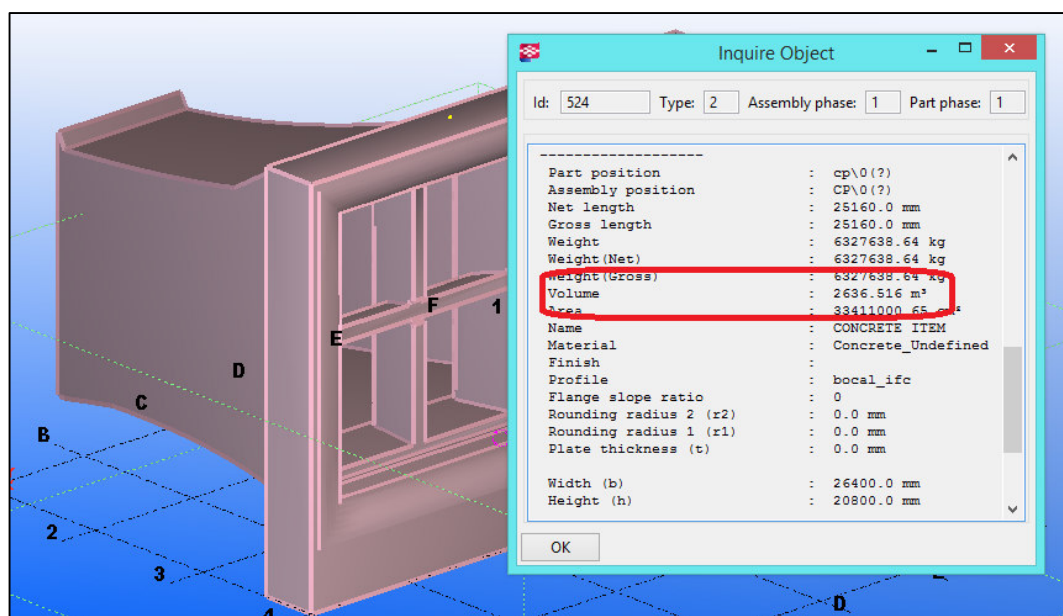 Inquire Object
Id: 524 Type: 2 Assembly phase: 1 Part phase: 1
--------------------
Part position : cp\0(?)
Assembly position : CP\0(?)
Net length : 25160.0 mm
Gross length : 25160.0 mm
Weight : 6327638.64 kg
Weight(Net) : 6327638.64 kg
Weight(Gross) : 6327638.64 kg
Volume : 2636.516 m³
Area : 33411000.65 cm²
Name : CONCRETE ITEM
Material : Concrete_Undefined
Finish :
Profile : bocal_ifc
Flange slope ratio : 0
Rounding radius 2 (r2) : 0.0 mm
Rounding radius 1 (r1) : 0.0 mm
Plate thickness (t) : 0.0 mm
Width (b) : 26400.0 mm
Height (h) : 20800.0 mm
OK
F
1
E
D
C
B
2
3
4
D